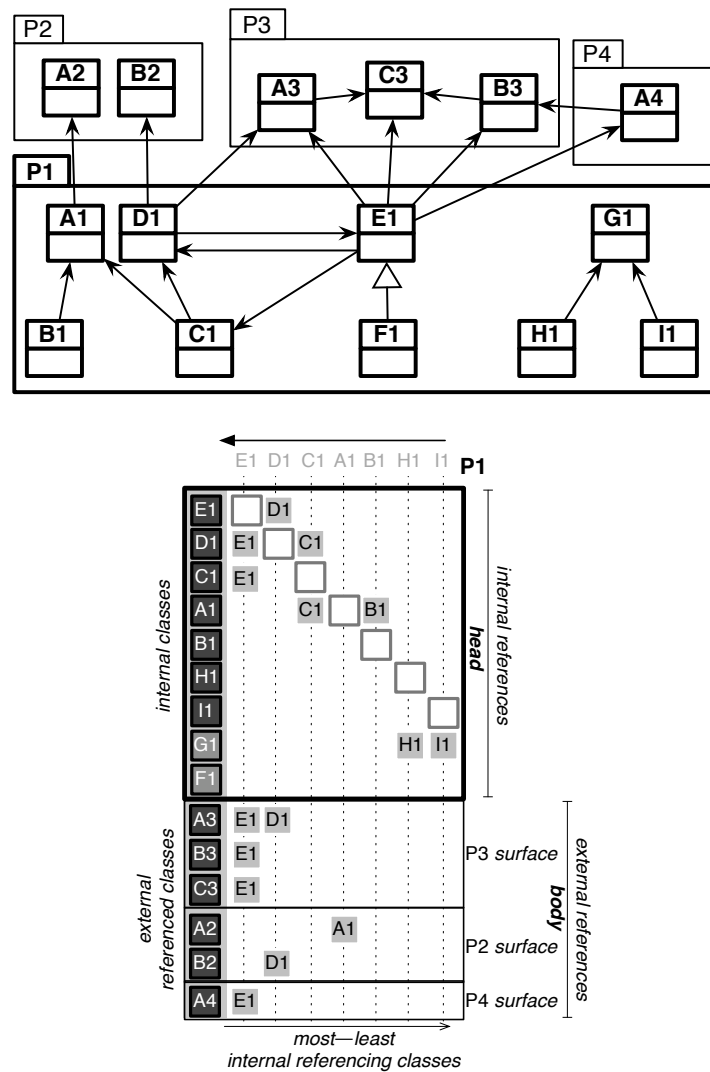 P2
P3
P4
A2 B2
A3 C3 B3
A4
P1
A1 D1 E1 G1
B1 C1 F1 H1 I1
E1 D1 C1 A1 B1 H1 I1 P1
E1 D1
D1 E1 C1
C1 E1
A1 C1 B1
B1
H1
I1
G1 H1 I1
F1
internal classes
head
internal references
A3 E1 D1
B3 E1
C3 E1
P3 surface
A2 A1
B2 D1
P2 surface
A4 E1
P4 surface
external
referenced classes
body
external references
most—least
internal referencing classes